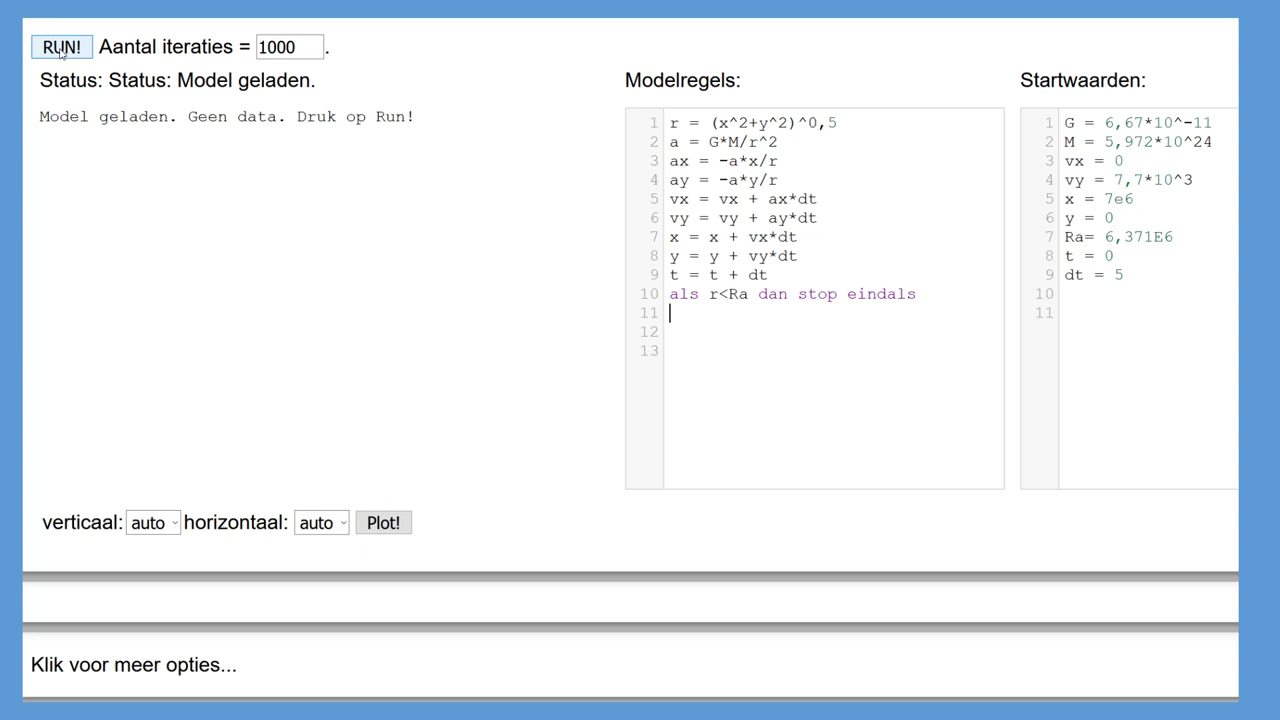 RUN! Aantal iteraties = 1000 .
Status: Status: Model geladen.
Model geladen. Geen data. Druk op Run!
Modelregels:
1 r = (x^2+y^2)^0,5
2 a = G*M/r^2
3 ax = -a*x/r
4 ay = -a*y/r
5 vx = vx + ax*dt
6 vy = vy + ay*dt
7 x = x + vx*dt
8 y = y + vy*dt
9 t = t + dt
10 als r<Ra dan stop eindals
11
12
13
Startwaarden:
1 G = 6,67*10^-11
2 M = 5,972*10^24
3 vx = 0
4 vy = 7,7*10^3
5 x = 7e6
6 y = 0
7 Ra= 6,371E6
8 t = 0
9 dt = 5
10
11
verticaal: auto horizontaal: auto Plot!
Klik voor meer opties...